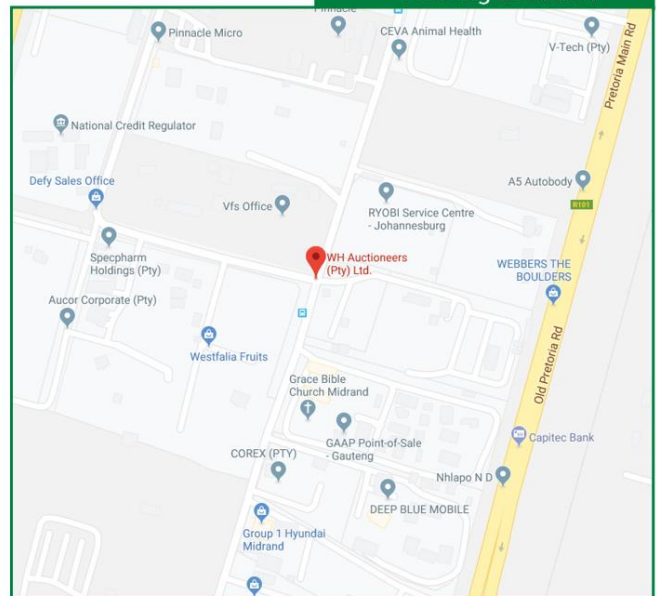 Pinnacle
Pinnacle Micro
CEVA Animal Health
V-Tech (Pty)
Pretoria Main Rd
National Credit Regulator
Defy Sales Office
Vfs Office
RYOBI Service Centre
- Johannesburg
A5 Autobody
R101
Specpharm
Holdings (Pty)
WH Auctioneers
(Pty) Ltd.
WEBBERS THE
BOULDERS
Aucor Corporate (Pty)
Westfalia Fruits
Old Pretoria Rd
Grace Bible
Church Midrand
GAAP Point-of-Sale
- Gauteng
Capitec Bank
COREX (PTY)
Nhlapo N D
DEEP BLUE MOBILE
Group 1 Hyundai
Midrand